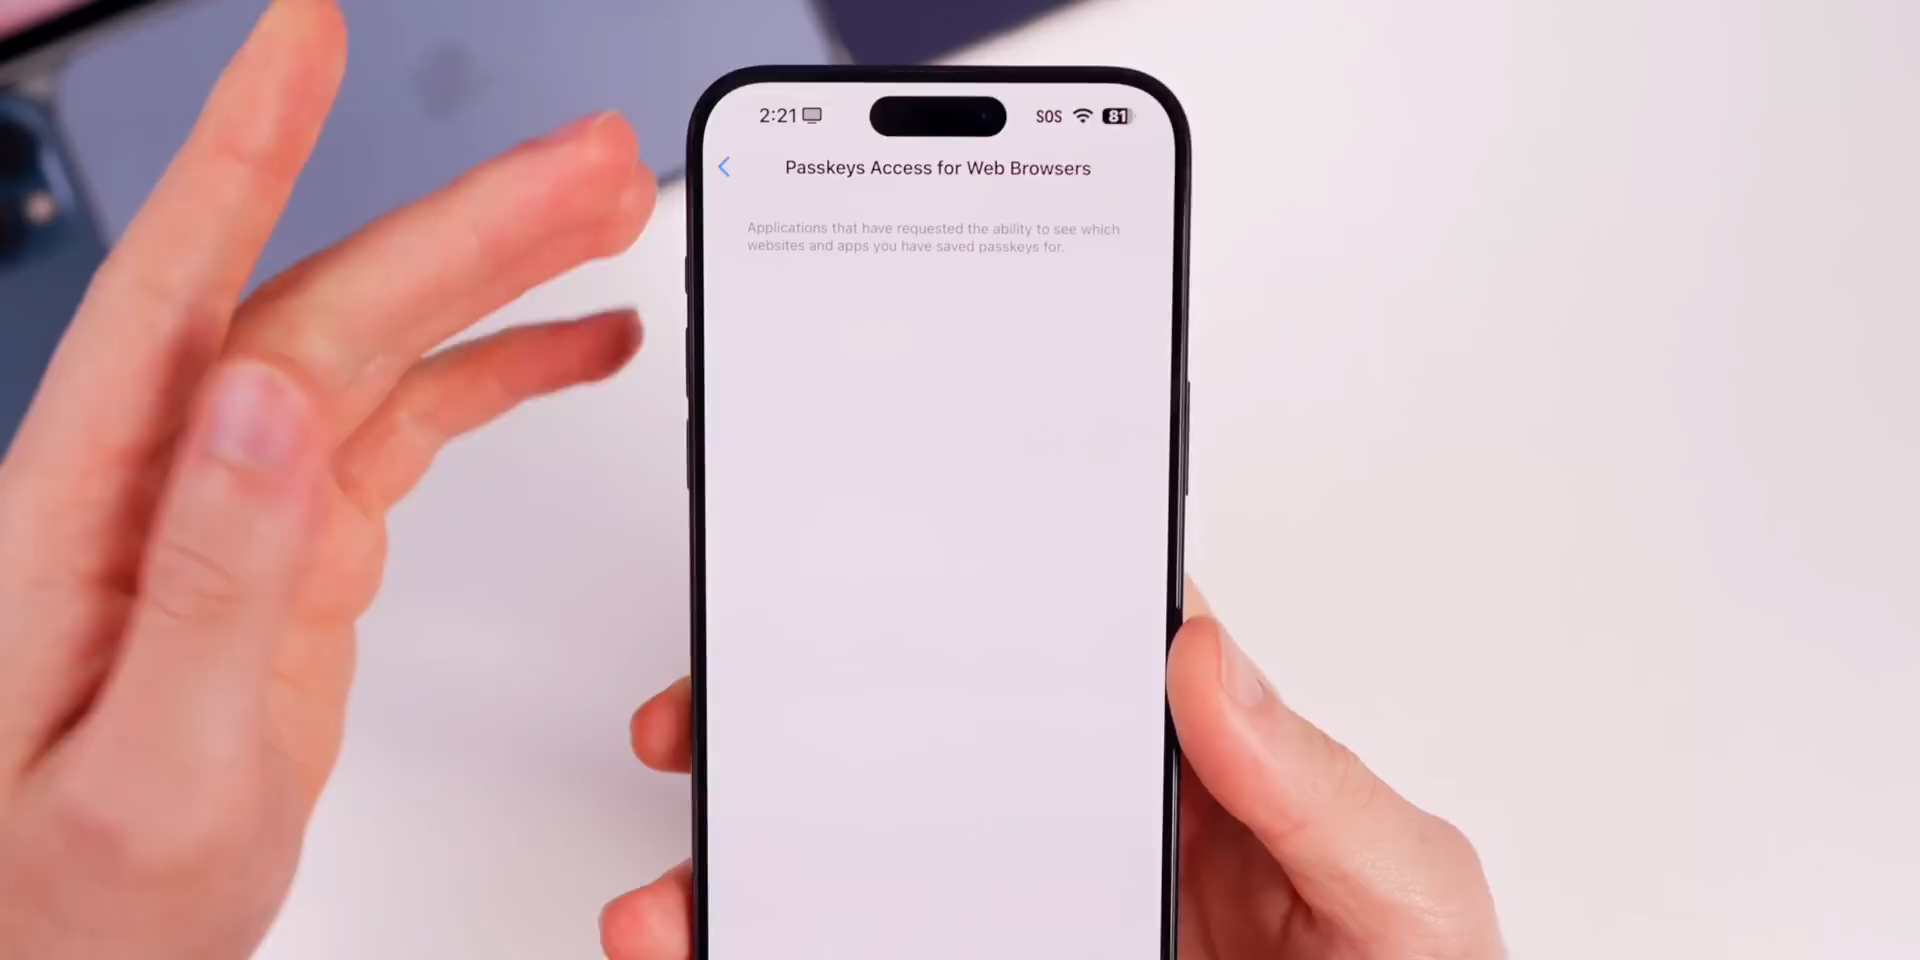 2:21
SOS
81
Passkeys Access for Web Browsers
Applications that have requested the ability to see which
websites and apps you have saved passkeys for.